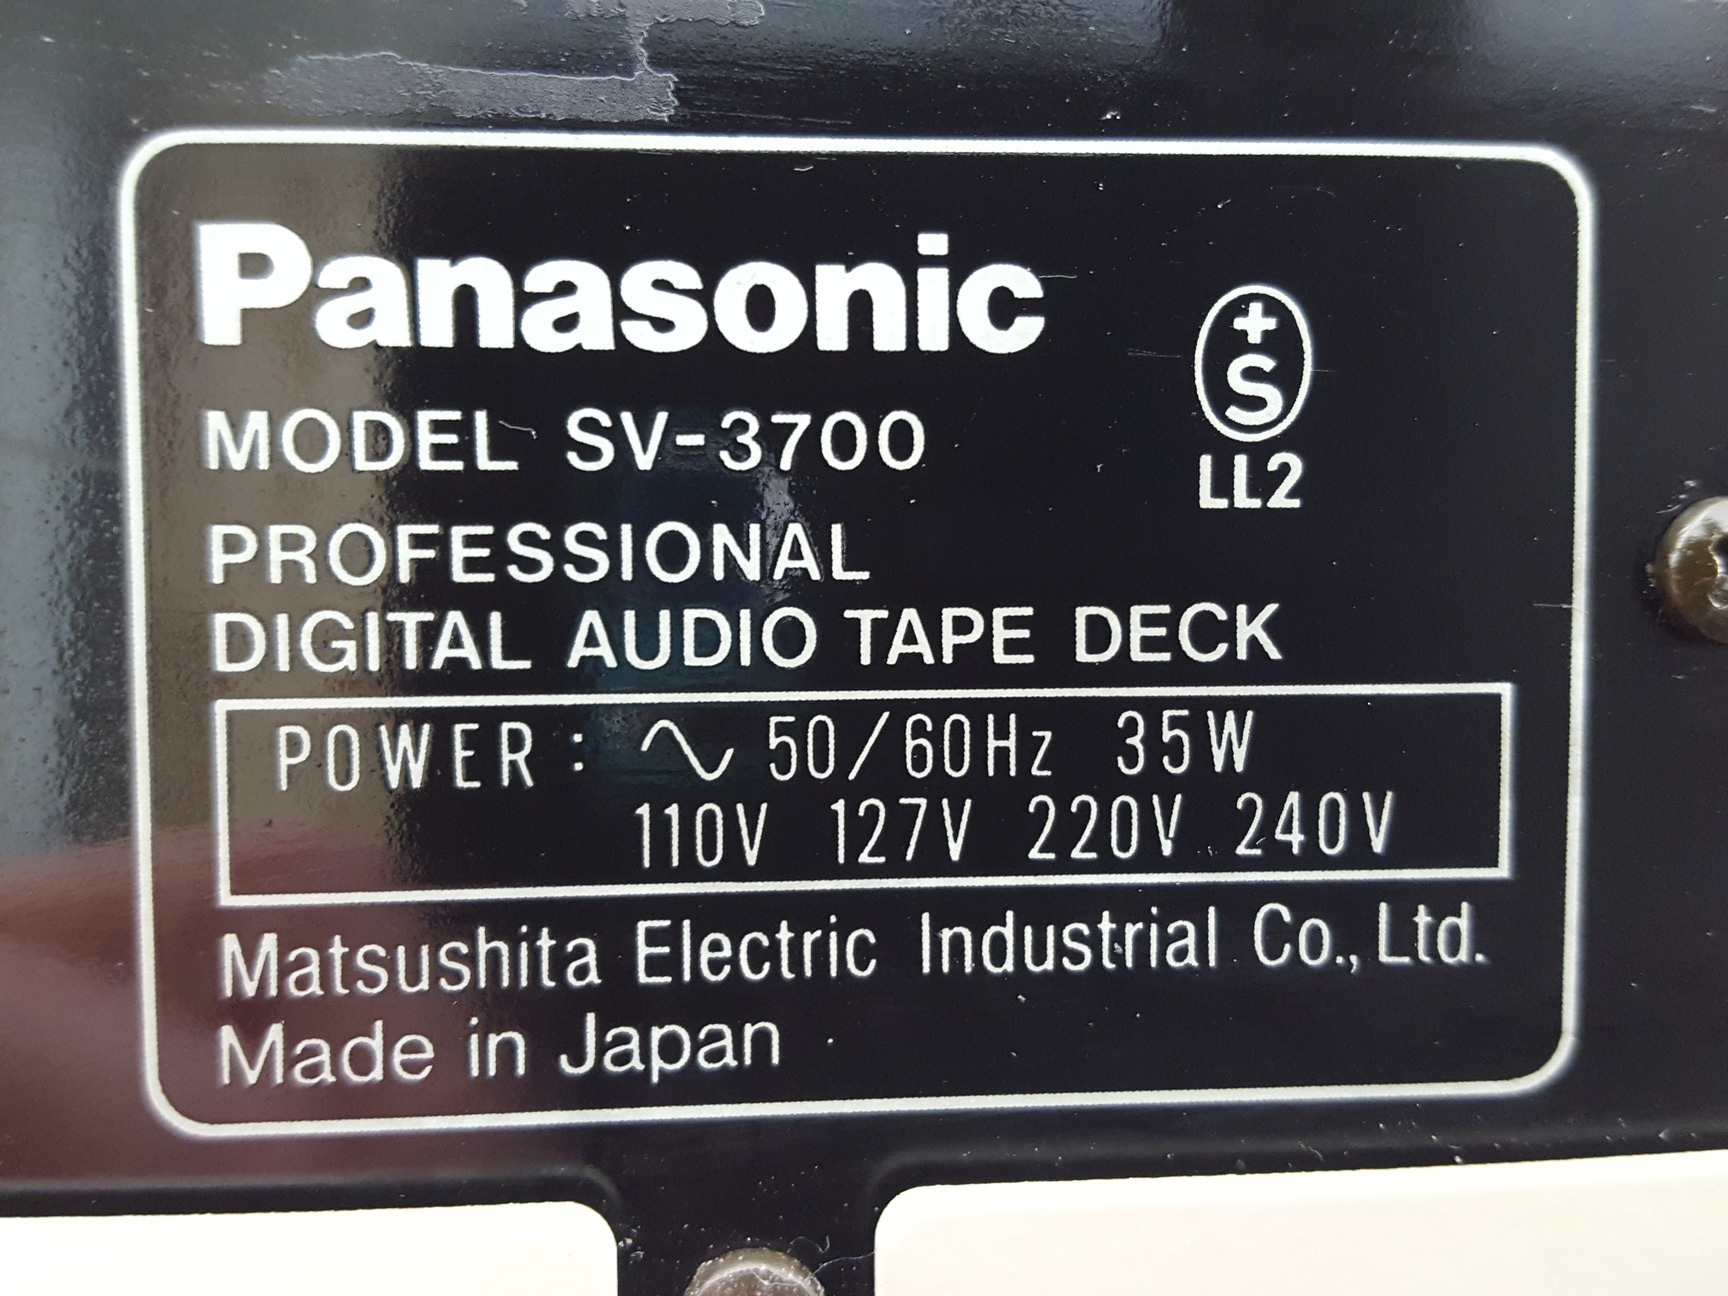 Panasonic
+
S
LL2
MODEL SV-3700
PROFESSIONAL
DIGITAL AUDIO TAPE DECK
POWER: ∿ 50/60Hz 35W
110V 127V 220V 240V
Matsushita Electric Industrial Co., Ltd.
Made in Japan